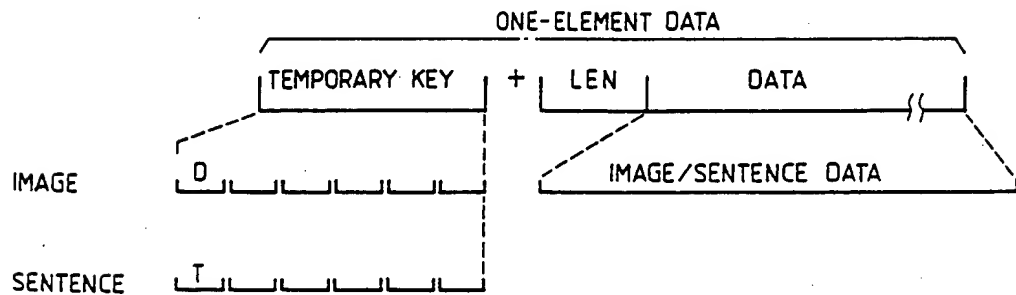 ONE-ELEMENT DATA
TEMPORARY KEY + LEN DATA
IMAGE D IMAGE/SENTENCE DATA
SENTENCE T